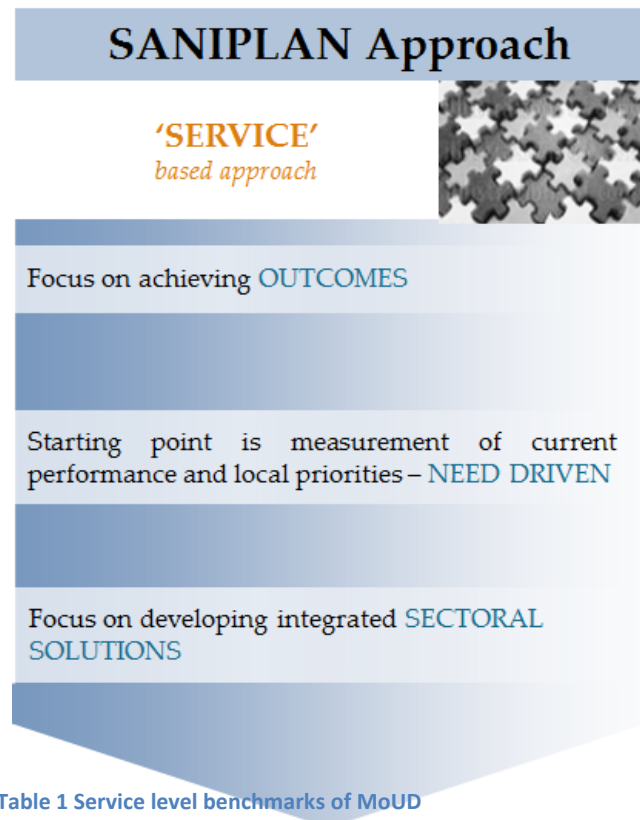 SANIPLAN Approach
‘SERVICE’
based approach
Focus on achieving OUTCOMES
Starting point is measurement of current
performance and local priorities – NEED DRIVEN
Focus on developing integrated SECTORAL
SOLUTIONS
Table 1 Service level benchmarks of MoUD